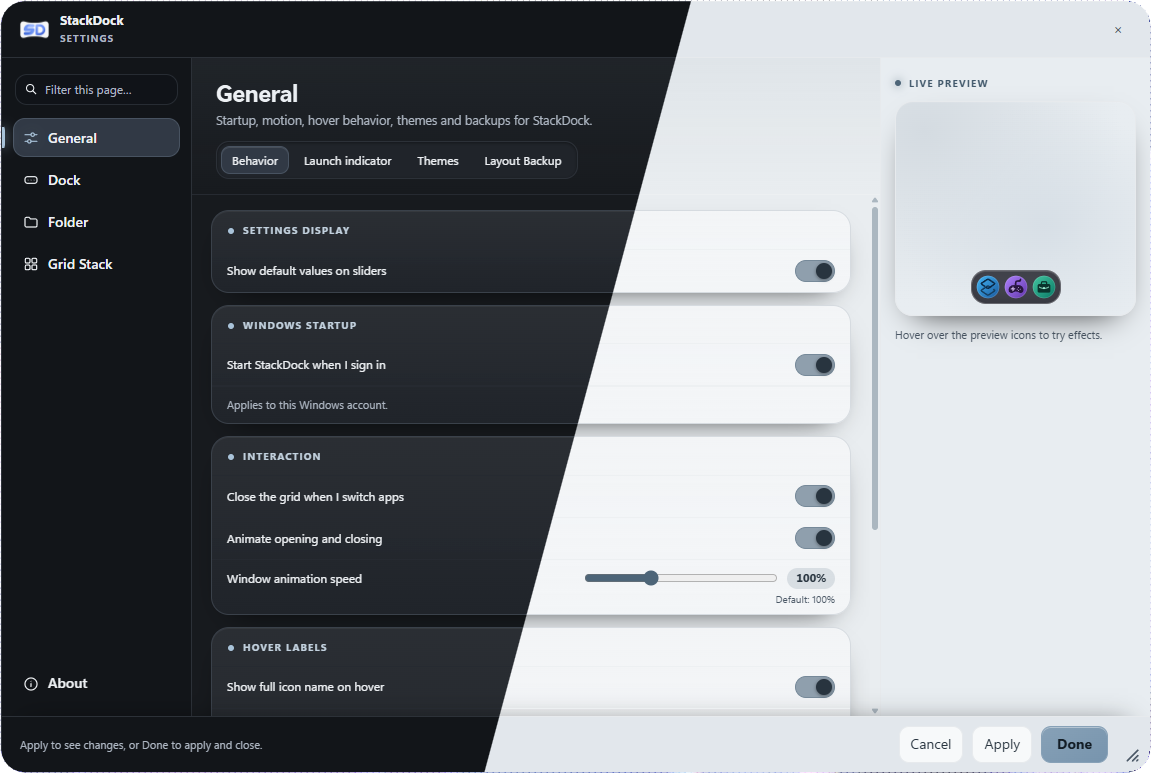 SD
StackDock
SETTINGS
×
Filter this page...
General
Dock
Folder
Grid Stack
About
General
Startup, motion, hover behavior, themes and backups for StackDock.
Behavior
Launch indicator
Themes
Layout Backup
SETTINGS DISPLAY
Show default values on sliders
WINDOWS STARTUP
Start StackDock when I sign in
Applies to this Windows account.
INTERACTION
Close the grid when I switch apps
Animate opening and closing
Window animation speed
100%
Default: 100%
HOVER LABELS
Show full icon name on hover
LIVE PREVIEW
Hover over the preview icons to try effects.
Apply to see changes, or Done to apply and close.
Cancel
Apply
Done